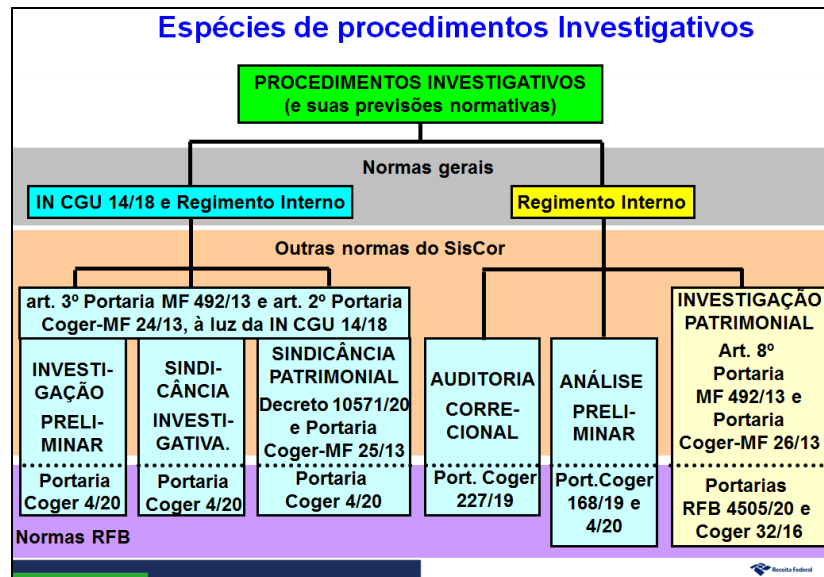 Espécies de procedimentos Investigativos
PROCEDIMENTOS INVESTIGATIVOS
(e suas previsões normativas)
Normas gerais
IN CGU 14/18 e Regimento Interno
Regimento Interno
Outras normas do SisCor
art. 3º Portaria MF 492/13 e art. 2º Portaria
Coger-MF 24/13, à luz da IN CGU 14/18
INVESTI-
GAÇÃO
PRELI-
MINAR
Portaria
Coger 4/20
SINDI-
CÂNCIA
INVESTI-
GATIVA.
Portaria
Coger 4/20
SINDICÂNCIA
PATRIMONIAL
Decreto 10571/20
e Portaria
Coger-MF 25/13
Portaria
Coger 4/20
AUDITORIA
CORRE-
CIONAL
Port. Coger
227/19
ANÁLISE
PRELI-
MINAR
Port.Coger
168/19 e
4/20
INVESTIGAÇÃO
PATRIMONIAL
Art. 8º
Portaria
MF 492/13 e
Portaria
Coger-MF 26/13
Portarias
RFB 4505/20 e
Coger 32/16
Normas RFB
Receita Federal